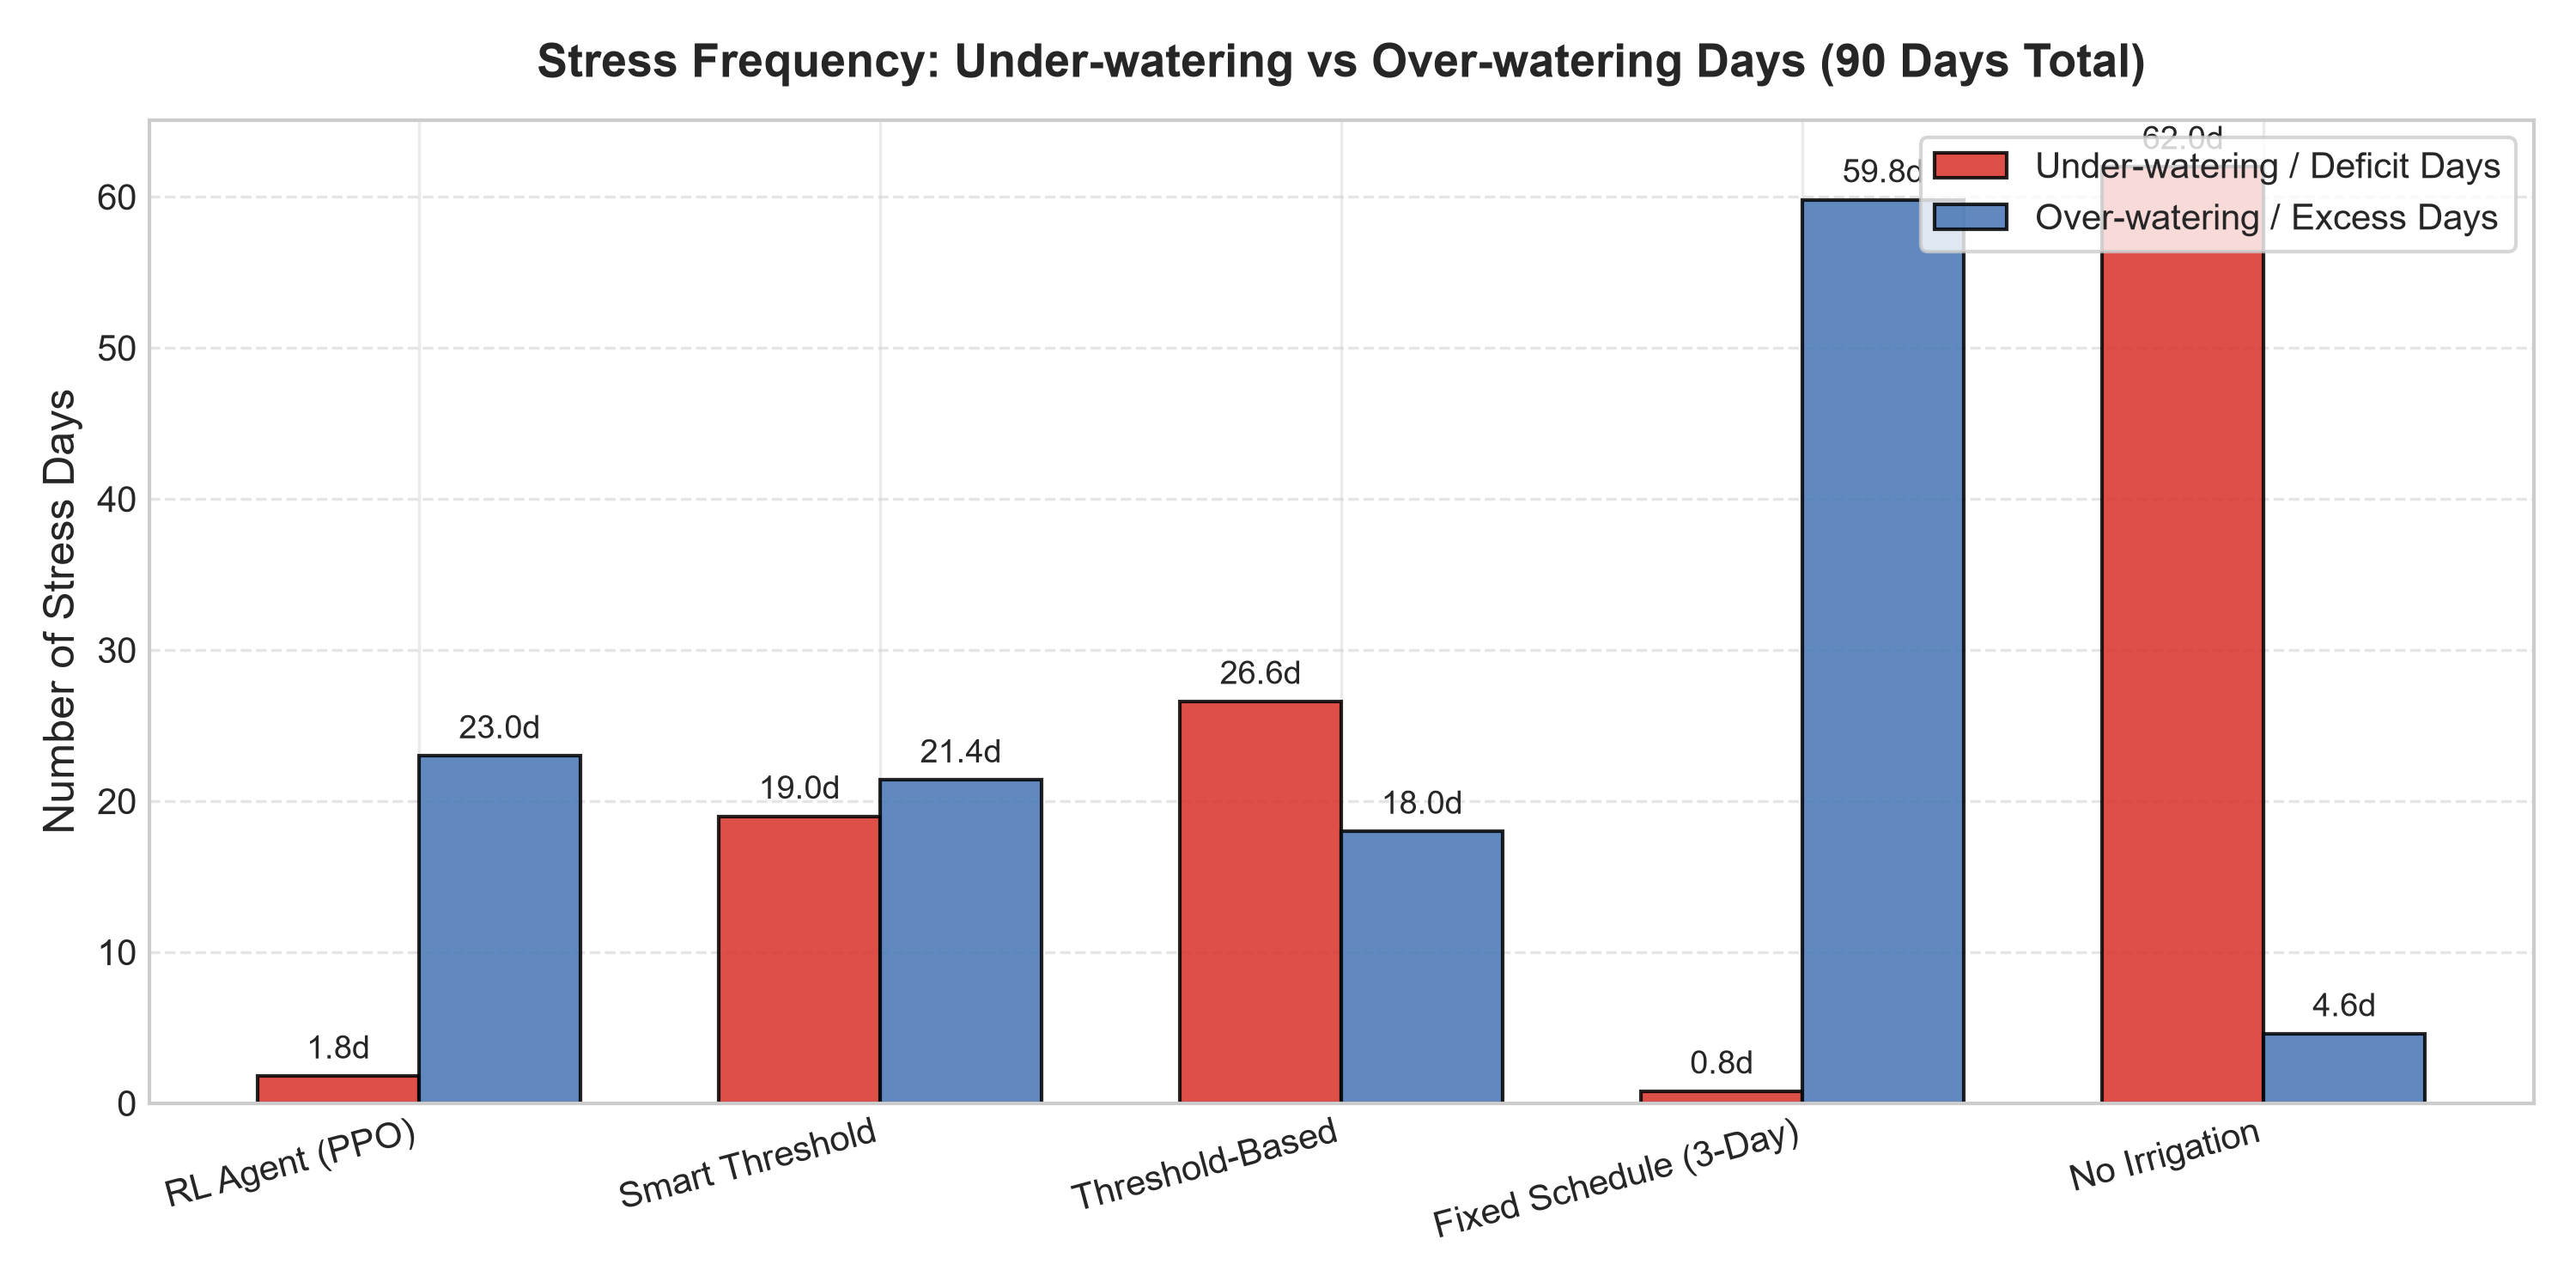 Stress Frequency: Under-watering vs Over-watering Days (90 Days Total)
Number of Stress Days
60
50
40
30
20
10
0
1.8d
23.0d
19.0d
21.4d
26.6d
18.0d
0.8d
59.8d
62.0d
4.6d
Under-watering / Deficit Days
Over-watering / Excess Days
RL Agent (PPO)
Smart Threshold
Threshold-Based
Fixed Schedule (3-Day)
No Irrigation